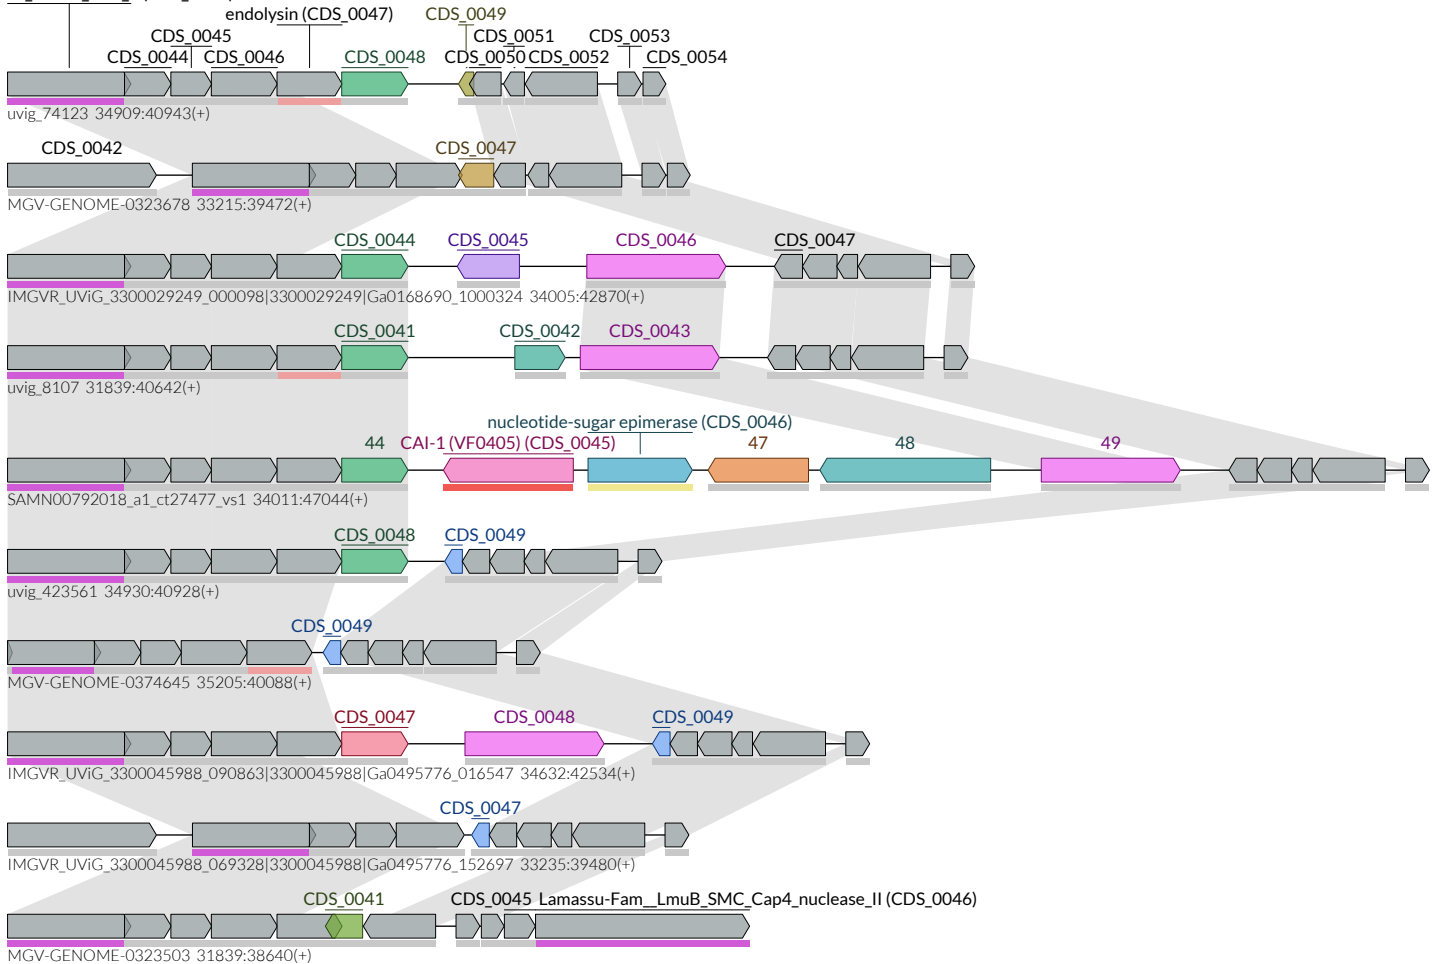 endolysin (CDS_0047) CDS_0049
CDS_0045 CDS_0051 CDS_0053
CDS_0044 CDS_0046 CDS_0048 CDS_0050 CDS_0052 CDS_0054
uvig_74123 34909:40943(+)
CDS_0042 CDS_0047
MGV-GENOME-0323678 33215:39472(+)
CDS_0044 CDS_0045 CDS_0046 CDS_0047
IMGVR_UViG_3300029249_000098|3300029249|Ga0168690_1000324 34005:42870(+)
CDS_0041 CDS_0042 CDS_0043
uvig_8107 31839:40642(+)
nucleotide-sugar epimerase (CDS_0046)
44 CAI-1 (VF0405) (CDS_0045) 47 48 49
SAMN00792018_a1_ct27477_vs1 34011:47044(+)
CDS_0048 CDS_0049
uvig_423561 34930:40928(+)
CDS_0049
MGV-GENOME-0374645 35205:40088(+)
CDS_0047 CDS_0048 CDS_0049
IMGVR_UViG_3300045988_090863|3300045988|Ga0495776_016547 34632:42534(+)
CDS_0047
IMGVR_UViG_3300045988_069328|3300045988|Ga0495776_152697 33235:39480(+)
CDS_0041 CDS_0045 Lamassu-Fam__LmuB_SMC_Cap4_nuclease_II (CDS_0046)
MGV-GENOME-0323503 31839:38640(+)